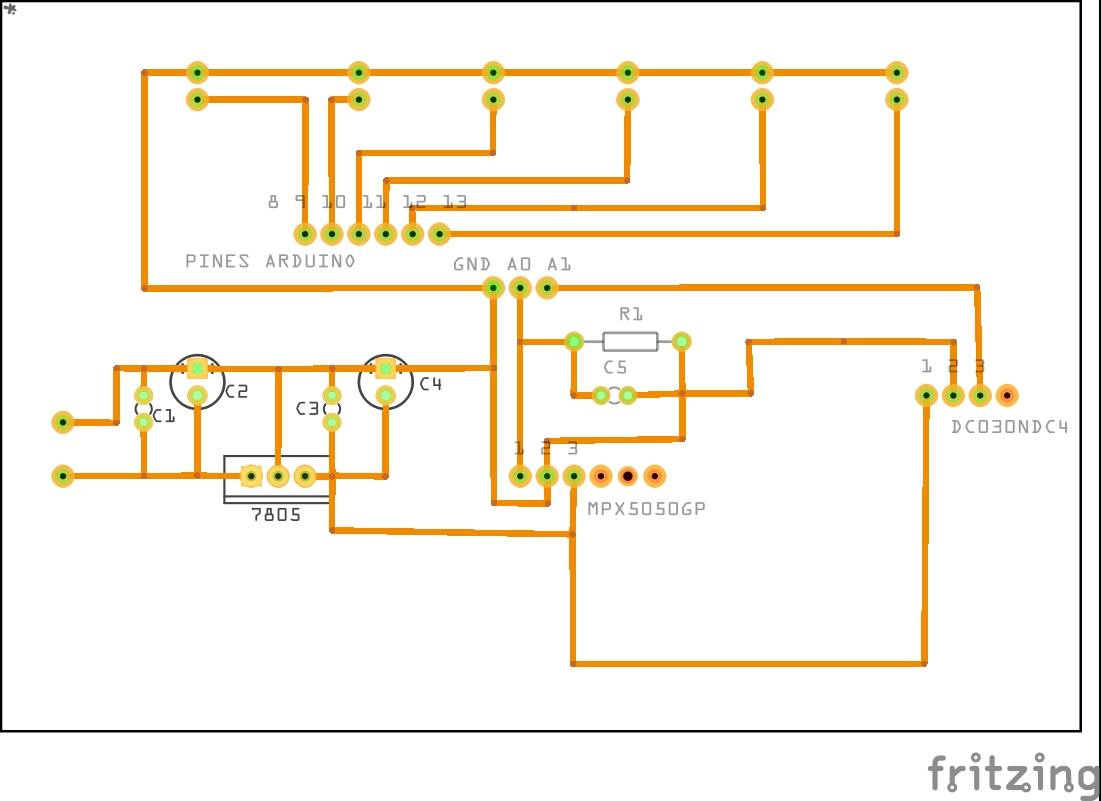 *
8 9 10 11 12 13
PINES ARDUINO
GND A0 A1
R1
C5
1 2 3
C2
C4
C1
C3
DC030NDC4
1 2 3
MPX5050GP
7805
fritzing